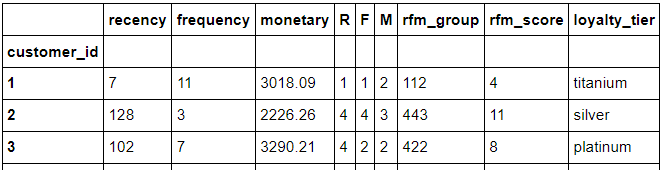 recency frequency monetary R F M rfm_group rfm_score loyalty_tier
customer_id
1 7 11 3018.09 1 1 2 112 4 titanium
2 128 3 2226.26 4 4 3 443 11 silver
3 102 7 3290.21 4 2 2 422 8 platinum